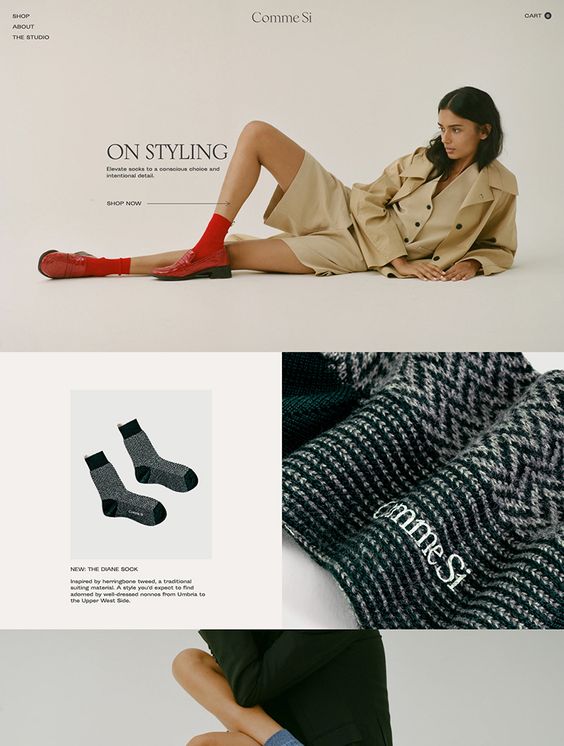 SHOP
ABOUT
THE STUDIO
Comme Si
CART 0
ON STYLING
Elevate socks to a conscious choice and
intentional detail.
SHOP NOW
Comme Si
NEW: THE DIANE SOCK
Inspired by herringbone tweed, a traditional
suiting material. A style you'd expect to find
adorned by well-dressed nonnos from Umbria to
the Upper West Side.
Comme Si